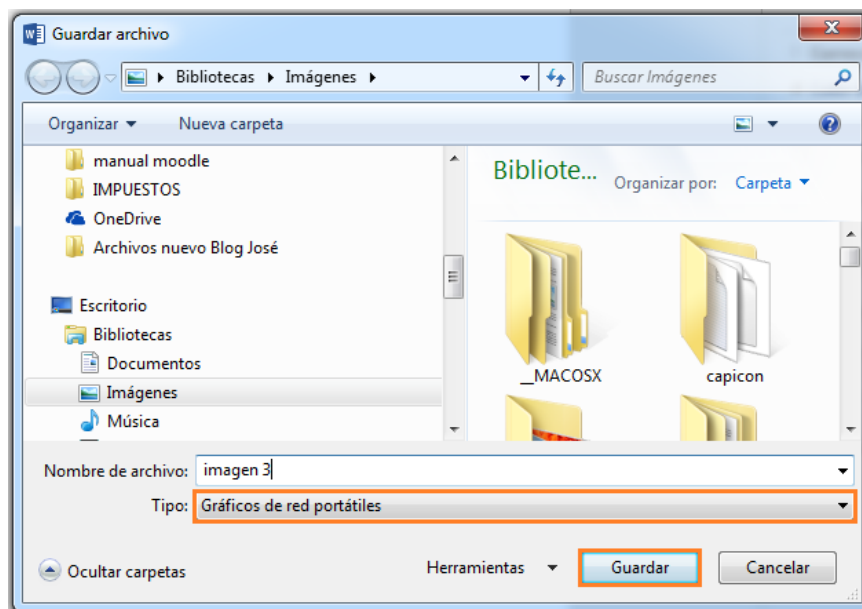 Guardar archivo
Bibliotecas Imágenes
Buscar Imágenes
Organizar
Nueva carpeta
manual moodle
IMPUESTOS
OneDrive
Archivos nuevo Blog José
Escritorio
Bibliotecas
Documentos
Imágenes
Música
Bibliote...
Organizar por: Carpeta
__MACOSX
capicon
Nombre de archivo: imagen 3
Tipo: Gráficos de red portátiles
Ocultar carpetas
Herramientas
Guardar
Cancelar